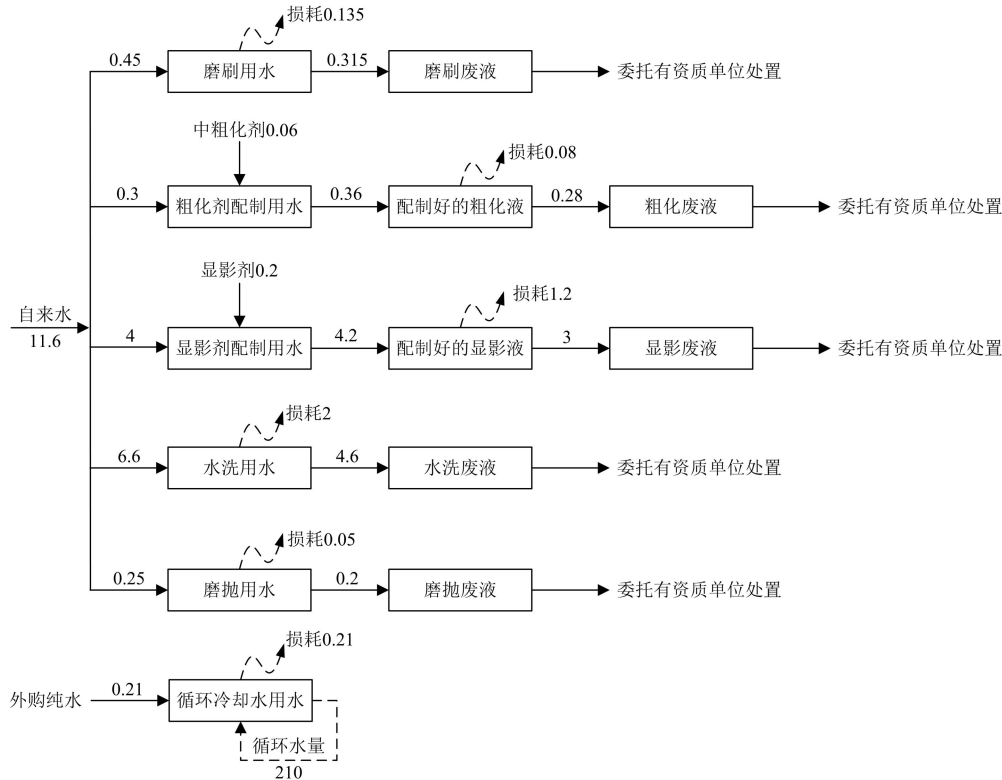 损耗0.135
0.45
磨刷用水
0.315
磨刷废液
委托有资质单位处置
中粗化剂0.06
损耗0.08
0.3
粗化剂配制用水
0.36
配制好的粗化液
0.28
粗化废液
委托有资质单位处置
显影剂0.2
损耗1.2
自来水
11.6
4
显影剂配制用水
4.2
配制好的显影液
3
显影废液
委托有资质单位处置
损耗2
6.6
水洗用水
4.6
水洗废液
委托有资质单位处置
损耗0.05
0.25
磨抛用水
0.2
磨抛废液
委托有资质单位处置
损耗0.21
外购纯水
0.21
循环冷却水用水
循环水量
210